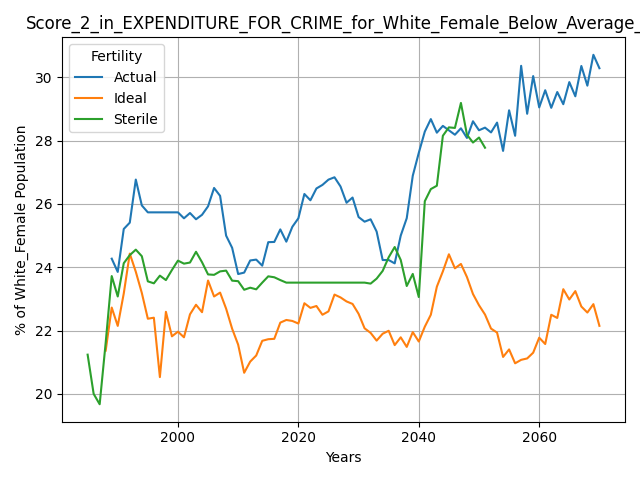 Score_2_in_EXPENDITURE_FOR_CRIME_for_White_Female_Below_Average_
Fertility
Actual
Ideal
Sterile
% of White_Female Population
30
28
26
24
22
20
2000
2020
2040
2060
Years